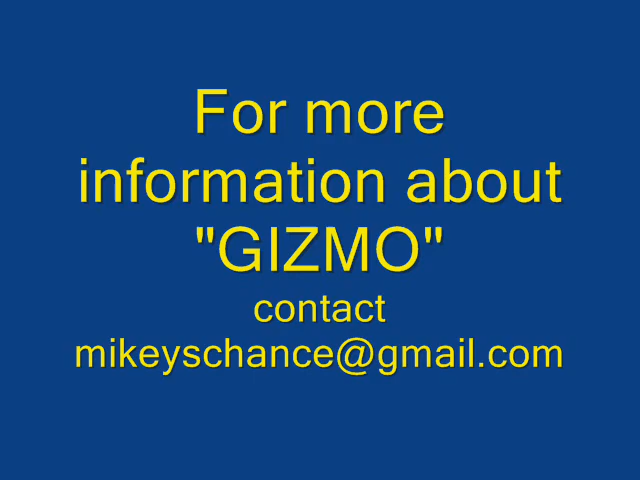 For more
information about
"GIZMO"
contact
mikeyschance@gmail.com